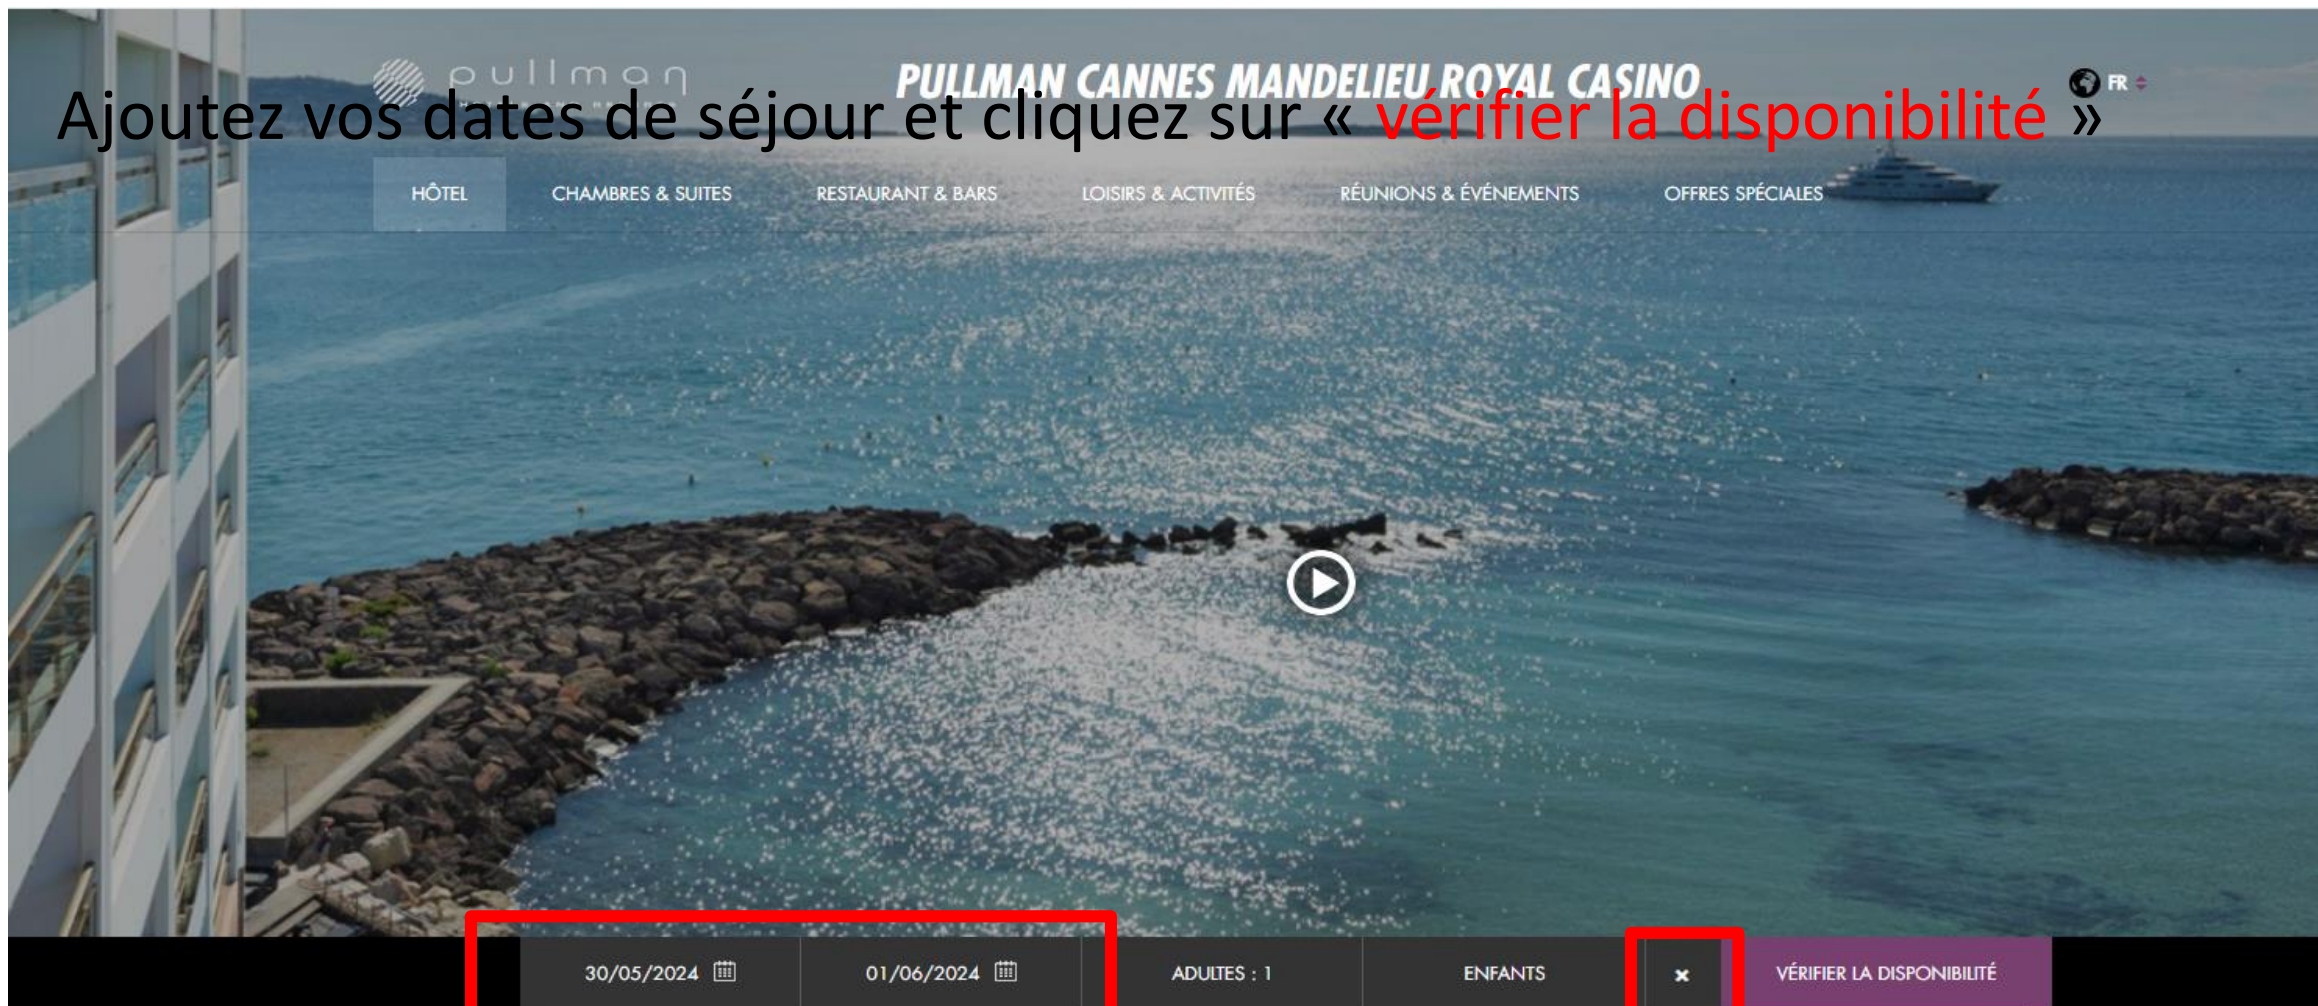 pullman
PULLMAN CANNES MANDELIEU ROYAL CASINO
FR
Ajoutez vos dates de séjour et cliquez sur « vérifier la disponibilité »
HÔTEL CHAMBRES & SUITES RESTAURANT & BARS LOISIRS & ACTIVITÉS RÉUNIONS & ÉVÉNEMENTS OFFRES SPÉCIALES
30/05/2024 01/06/2024 ADULTES : 1 ENFANTS × VÉRIFIER LA DISPONIBILITÉ